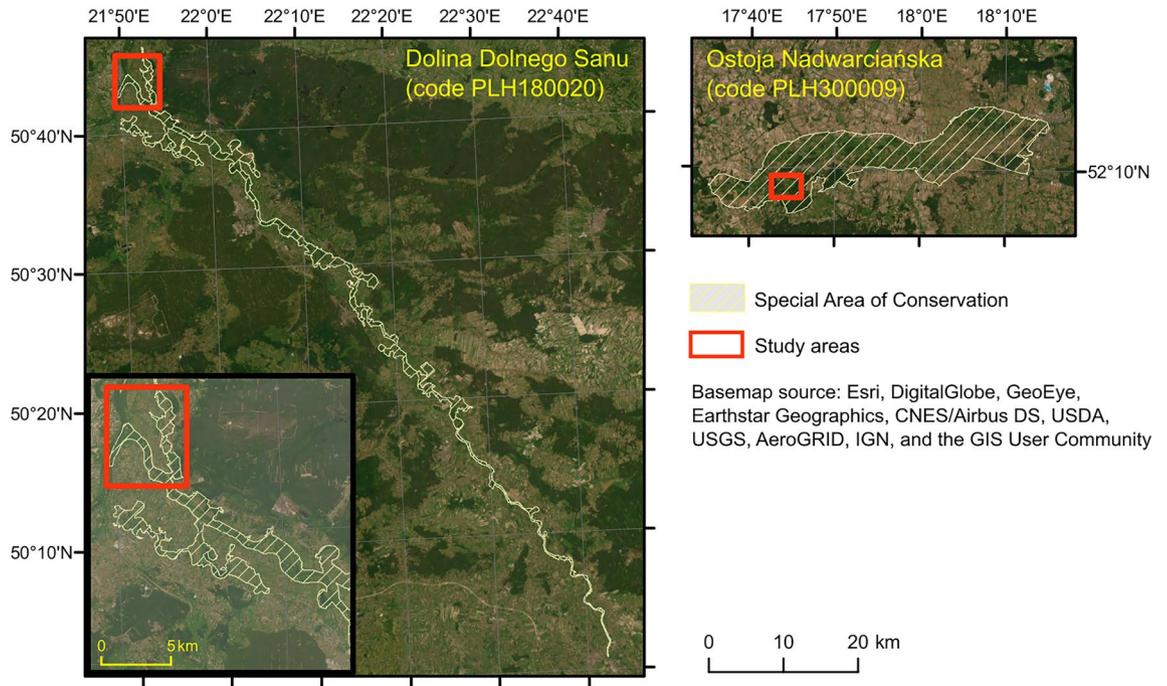 21°50'E 22°0'E 22°10'E 22°20'E 22°30'E 22°40'E
17°40'E 17°50'E 18°0'E 18°10'E
Dolina Dolnego Sanu
(code PLH180020)
Ostoja Nadwarciańska
(code PLH300009)
50°40'N
50°30'N
50°20'N
50°10'N
52°10'N
Special Area of Conservation
Study areas
Basemap source: Esri, DigitalGlobe, GeoEye,
Earthstar Geographics, CNES/Airbus DS, USDA,
USGS, AeroGRID, IGN, and the GIS User Community
0 5 km
0 10 20 km